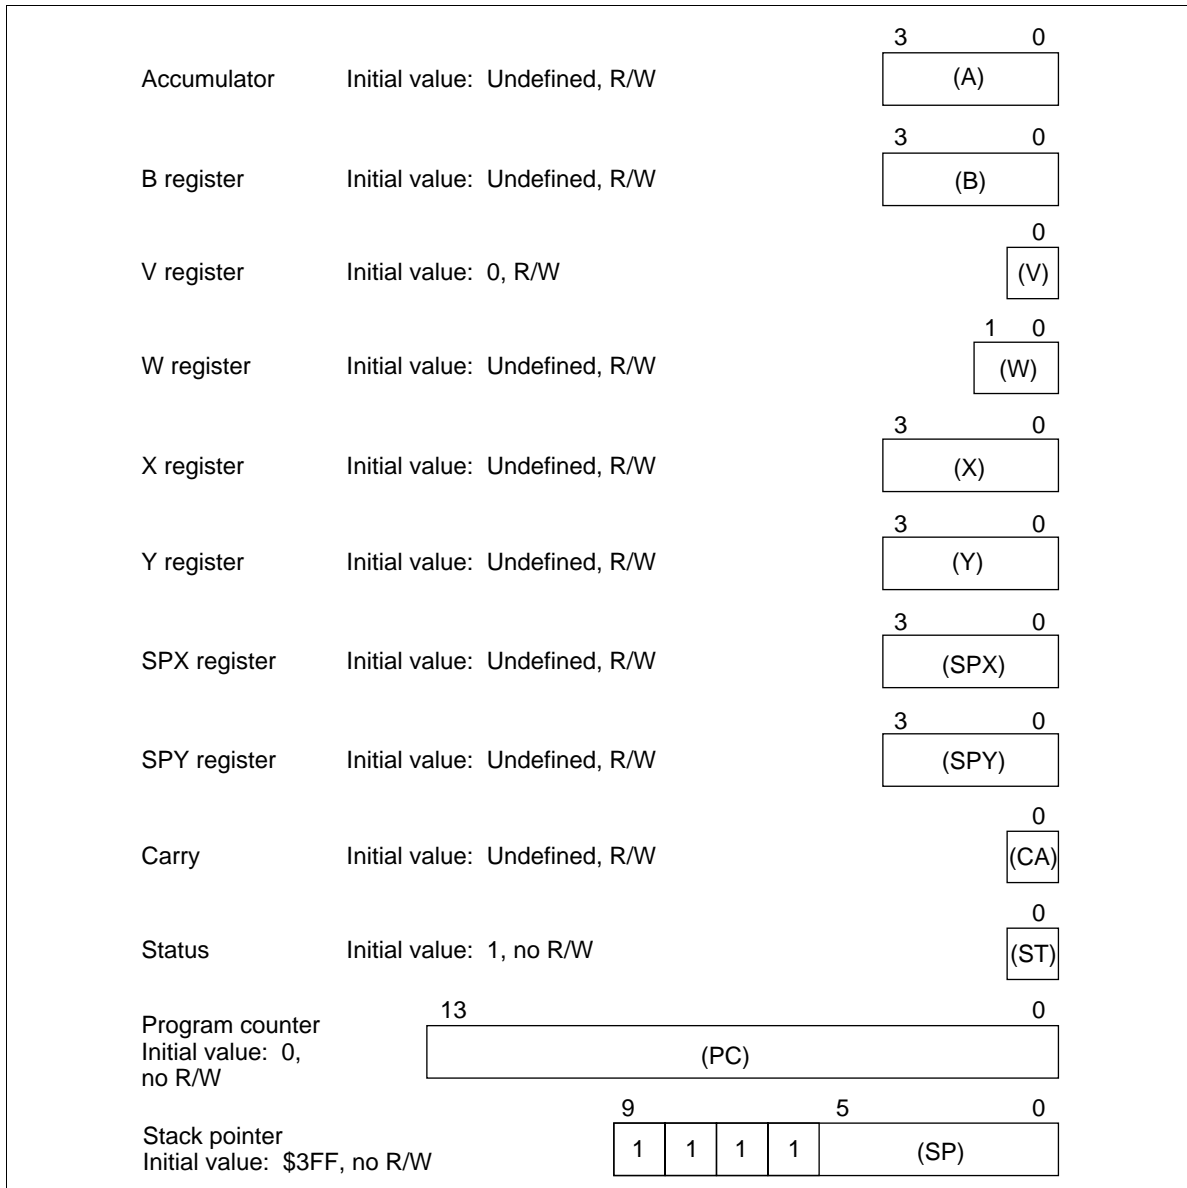 3 0
Accumulator Initial value: Undefined, R/W (A)
3 0
B register Initial value: Undefined, R/W (B)
0
V register Initial value: 0, R/W (V)
1 0
W register Initial value: Undefined, R/W (W)
3 0
X register Initial value: Undefined, R/W (X)
3 0
Y register Initial value: Undefined, R/W (Y)
3 0
SPX register Initial value: Undefined, R/W (SPX)
3 0
SPY register Initial value: Undefined, R/W (SPY)
0
Carry Initial value: Undefined, R/W (CA)
0
Status Initial value: 1, no R/W (ST)
13 0
Program counter
Initial value: 0, (PC)
no R/W
9 5 0
Stack pointer 1 1 1 1 (SP)
Initial value: $3FF, no R/W